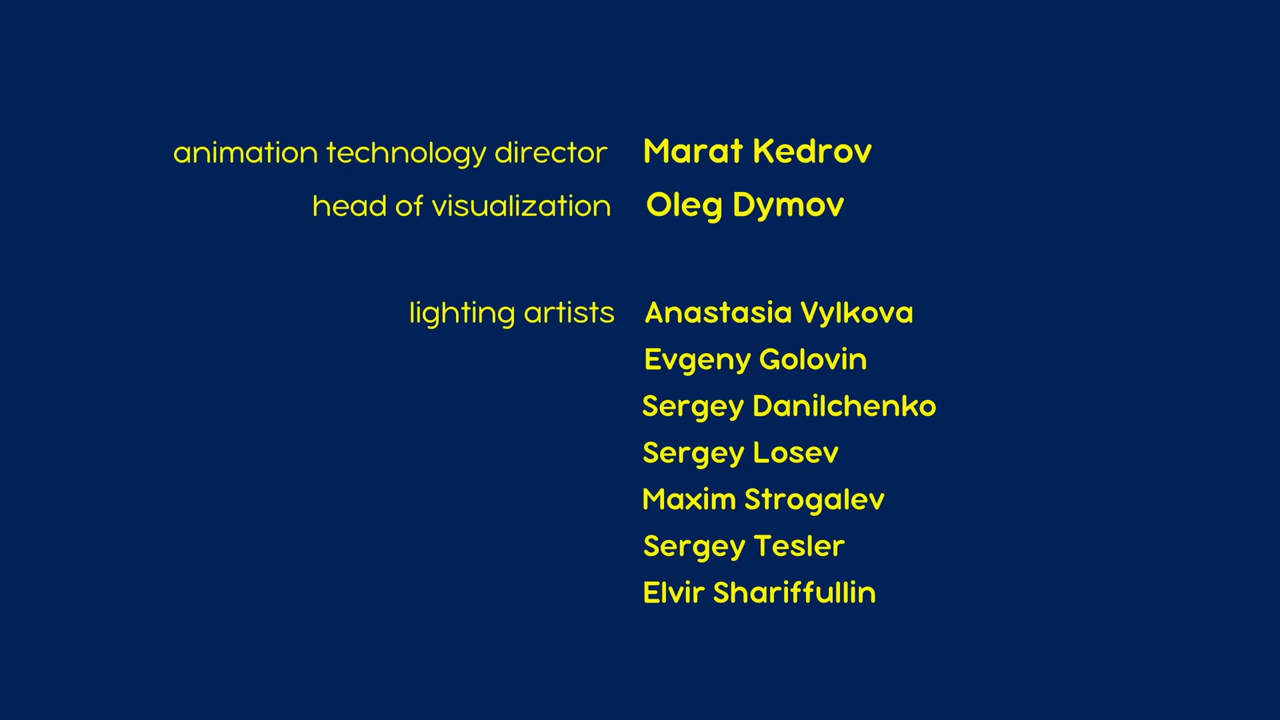 animation technology director Marat Kedrov
head of visualization Oleg Dymov
lighting artists Anastasia Vylkova
Evgeny Golovin
Sergey Danilchenko
Sergey Losev
Maxim Strogalev
Sergey Tesler
Elvir Shariffullin